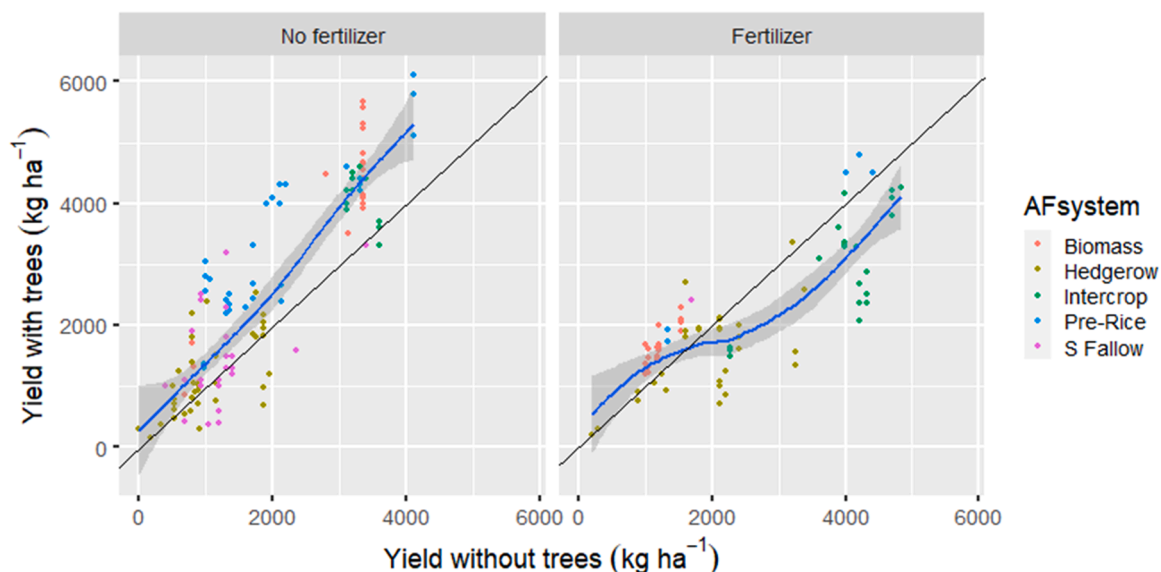 No fertilizer
Fertilizer
Yield with trees (kg ha⁻¹)
6000
4000
2000
0
0
2000
4000
6000
0
2000
4000
6000
Yield without trees (kg ha⁻¹)
AFsystem
Biomass
Hedgerow
Intercrop
Pre-Rice
S Fallow